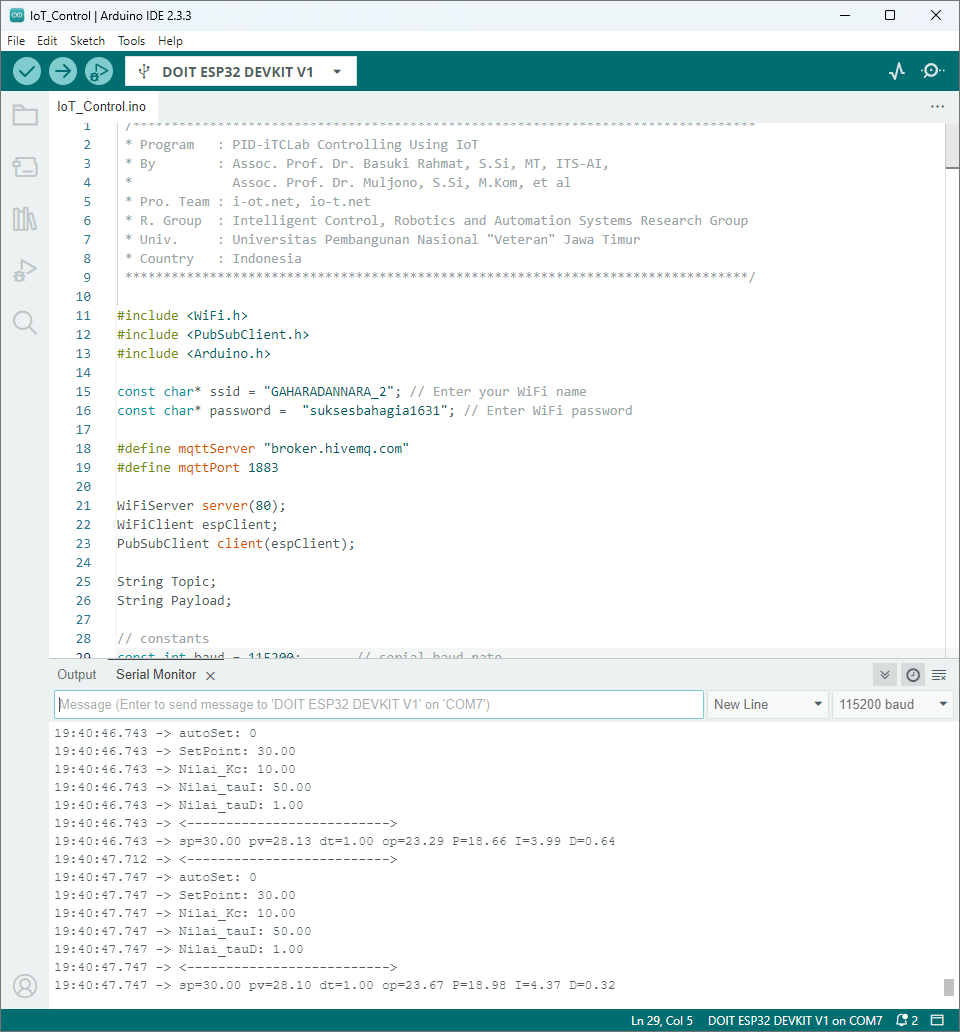 IoT_Control | Arduino IDE 2.3.3
File Edit Sketch Tools Help
DOIT ESP32 DEVKIT V1
IoT_Control.ino
1 /*********************************************************************************
2 * Program   : PID-iTCLab Controlling Using IoT
3 * By        : Assoc. Prof. Dr. Basuki Rahmat, S.Si, MT, ITS-AI,
4 *             Assoc. Prof. Dr. Muljono, S.Si, M.Kom, et al
5 * Pro. Team : i-ot.net, io-t.net
6 * R. Group  : Intelligent Control, Robotics and Automation Systems Research Group
7 * Univ.     : Universitas Pembangunan Nasional "Veteran" Jawa Timur
8 * Country   : Indonesia
9 *********************************************************************************/
10
11 #include <WiFi.h>
12 #include <PubSubClient.h>
13 #include <Arduino.h>
14
15 const char* ssid = "GAHARADANNARA_2"; // Enter your WiFi name
16 const char* password =  "suksesbahagia1631"; // Enter WiFi password
17
18 #define mqttServer "broker.hivemq.com"
19 #define mqttPort 1883
20
21 WiFiServer server(80);
22 WiFiClient espClient;
23 PubSubClient client(espClient);
24
25 String Topic;
26 String Payload;
27
28 // constants
29 const int baud = 115200;       // serial baud rate
Output Serial Monitor
Message (Enter to send message to 'DOIT ESP32 DEVKIT V1' on 'COM7') New Line 115200 baud
19:40:46.743 -> autoSet: 0
19:40:46.743 -> SetPoint: 30.00
19:40:46.743 -> Nilai_Kc: 10.00
19:40:46.743 -> Nilai_tauI: 50.00
19:40:46.743 -> Nilai_tauD: 1.00
19:40:46.743 -> <-------------------------->
19:40:46.743 -> sp=30.00 pv=28.13 dt=1.00 op=23.29 P=18.66 I=3.99 D=0.64
19:40:47.712 -> <-------------------------->
19:40:47.747 -> autoSet: 0
19:40:47.747 -> SetPoint: 30.00
19:40:47.747 -> Nilai_Kc: 10.00
19:40:47.747 -> Nilai_tauI: 50.00
19:40:47.747 -> Nilai_tauD: 1.00
19:40:47.747 -> <-------------------------->
19:40:47.747 -> sp=30.00 pv=28.10 dt=1.00 op=23.67 P=18.98 I=4.37 D=0.32
Ln 29, Col 5 DOIT ESP32 DEVKIT V1 on COM7 2